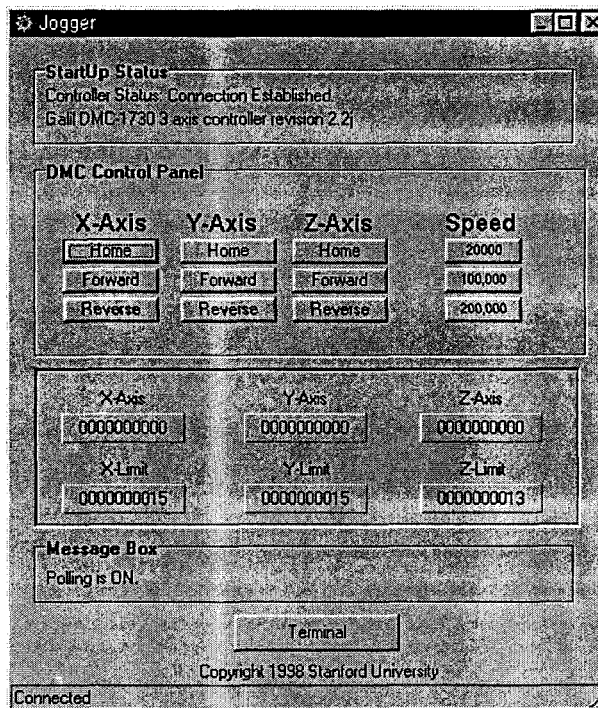 Jogger
StartUp Status
Controller Status: Connection Established.
Galil DMC-1730 3 axis controller revision 2.2j
DMC Control Panel
X-Axis Y-Axis Z-Axis Speed
Home Home Home 20000
Forward Forward Forward 100,000
Reverse Reverse Reverse 200,000
X-Axis Y-Axis Z-Axis
0000000000 0000000000 0000000000
X-Limit Y-Limit Z-Limit
0000000015 0000000015 0000000013
Message Box
Polling is ON.
Terminal
Copyright 1998 Stanford University
Connected